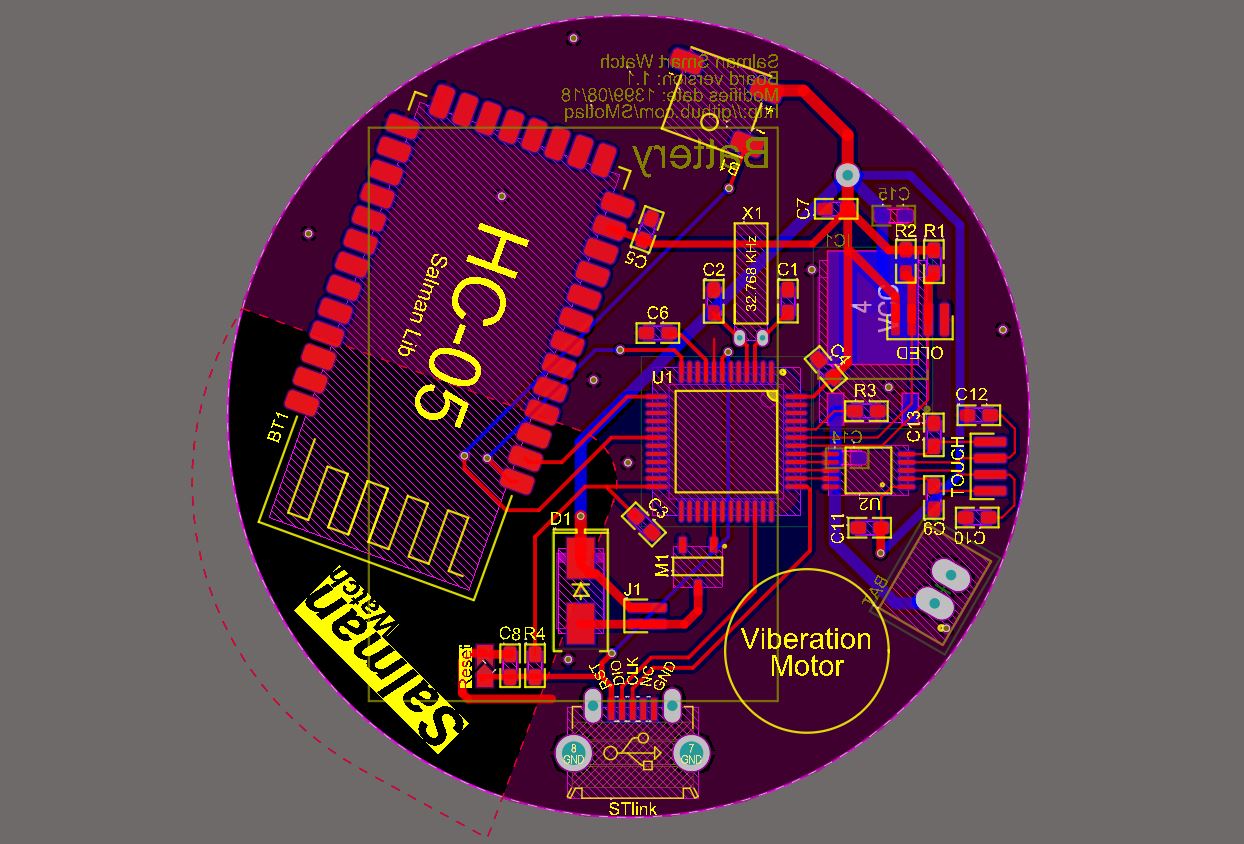 Salman Smart Watch
Board version: 1.1
Modifies date: 1399/08/18
http://github.com/SMotlaq
B1
Battery
C7
C15
X1
R2
R1
C5
IC1
HC-05
Salman Lib
C2
32.768 KHz
C1
4
VCC
C6
OLED
C4
U1
R3
C12
BT1
C13
C14
TOUCH
U2
C3
D1
C11
C9
C10
M1
BAT
J1
Salman
Watch
Viberation
Motor
C8
R4
Reset
RST
DIO
CLK
NC
GND
8
GND
7
GND
STlink